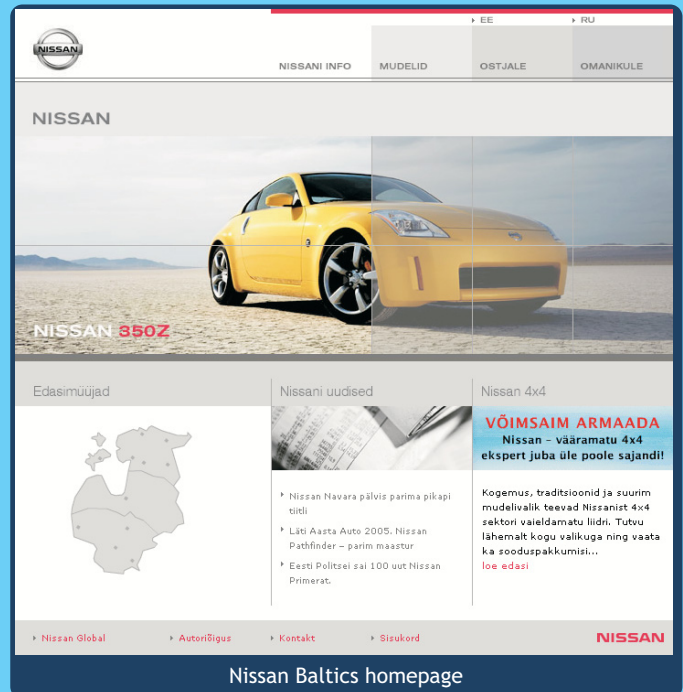 EE
RU
NISSAN
NISSANI INFO
MUDELID
OSTJALE
OMANIKULE
NISSAN
NISSAN 350Z
Edasimüüjad
Nissani uudised
Nissan 4x4
VÕIMSAIM ARMAADA
Nissan – vääramatu 4x4
ekspert juba üle poole sajandi!
Nissan Navara pälvis parima pikapi
tiitli
Läti Aasta Auto 2005. Nissan
Pathfinder – parim maastur
Eesti Politsei sai 100 uut Nissan
Primerat.
Kogemus, traditsioonid ja suurim
mudelivalik teevad Nissanist 4x4
sektori vaieldamatu liidri. Tutvu
lähemalt kogu valikuga ning vaata
ka sooduspakkumisi...
loe edasi
Nissan Global
Autoriõigus
Kontakt
Sisukord
NISSAN
Nissan Baltics homepage